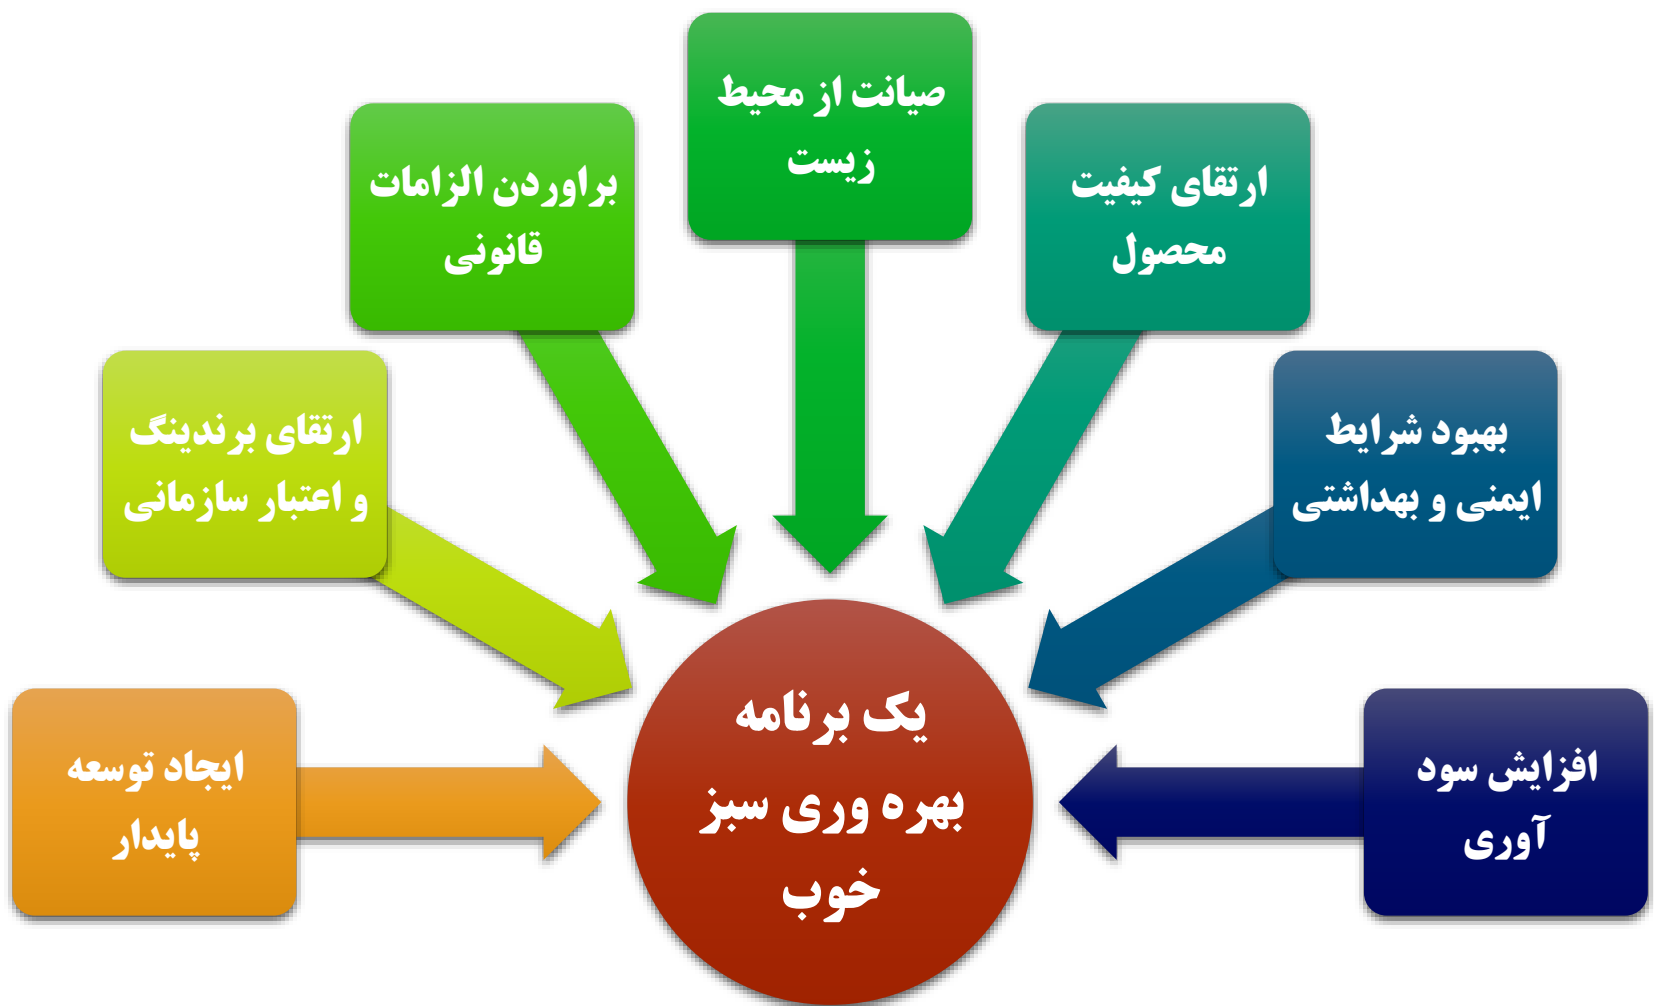 صیانت از محیط
زیست
براوردن الزامات
قانونی
ارتقای کیفیت
محصول
ارتقای برندینگ
و اعتبار سازمانی
بهبود شرایط
ایمنی و بهداشتی
ایجاد توسعه
پایدار
افزایش سود
آوری
یک برنامه
بهره وری سبز
خوب